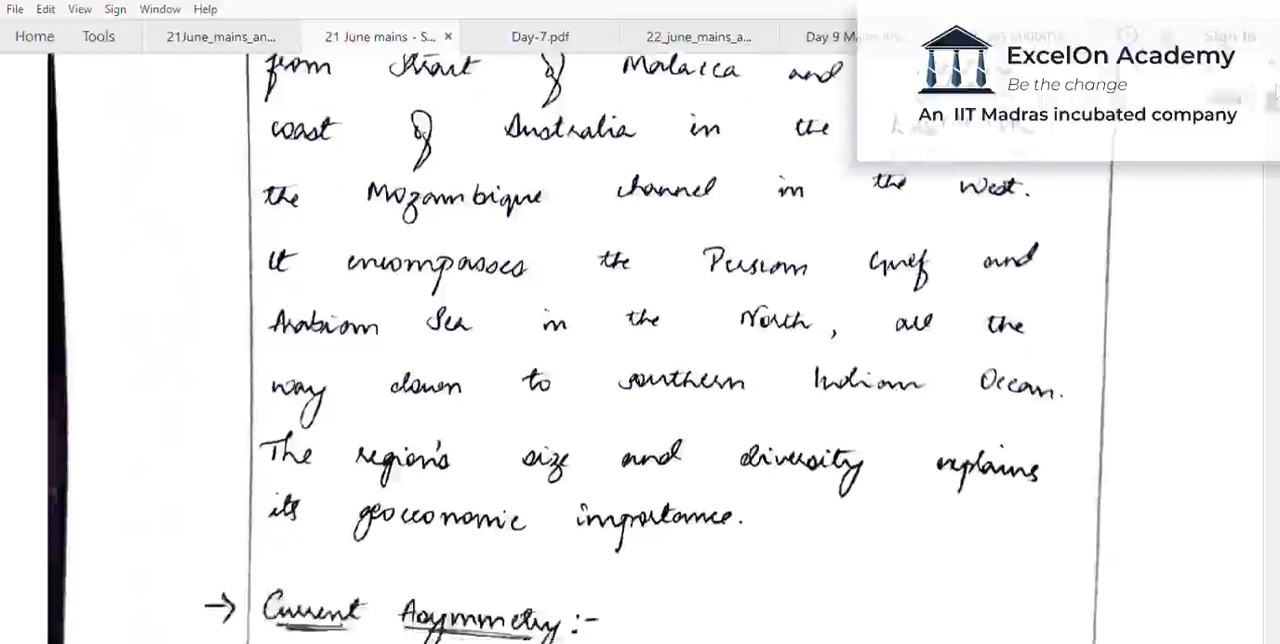 File Edit View Sign Window Help
Home Tools 21June_mains_an... 21 June mains - S... × Day-7.pdf 22_june_mains_a... Day 9 M Sign In
ExcelOn Academy
Be the change
An IIT Madras incubated company
from Strait of Malacca and
coast of Australia in the
the Mozambique channel in the West.
It encompasses the Persian Gulf and
Arabian Sea in the North, all the
way down to southern Indian Ocean.
The region's size and diversity explains
its geoeconomic importance.
→ Current Asymmetry :-